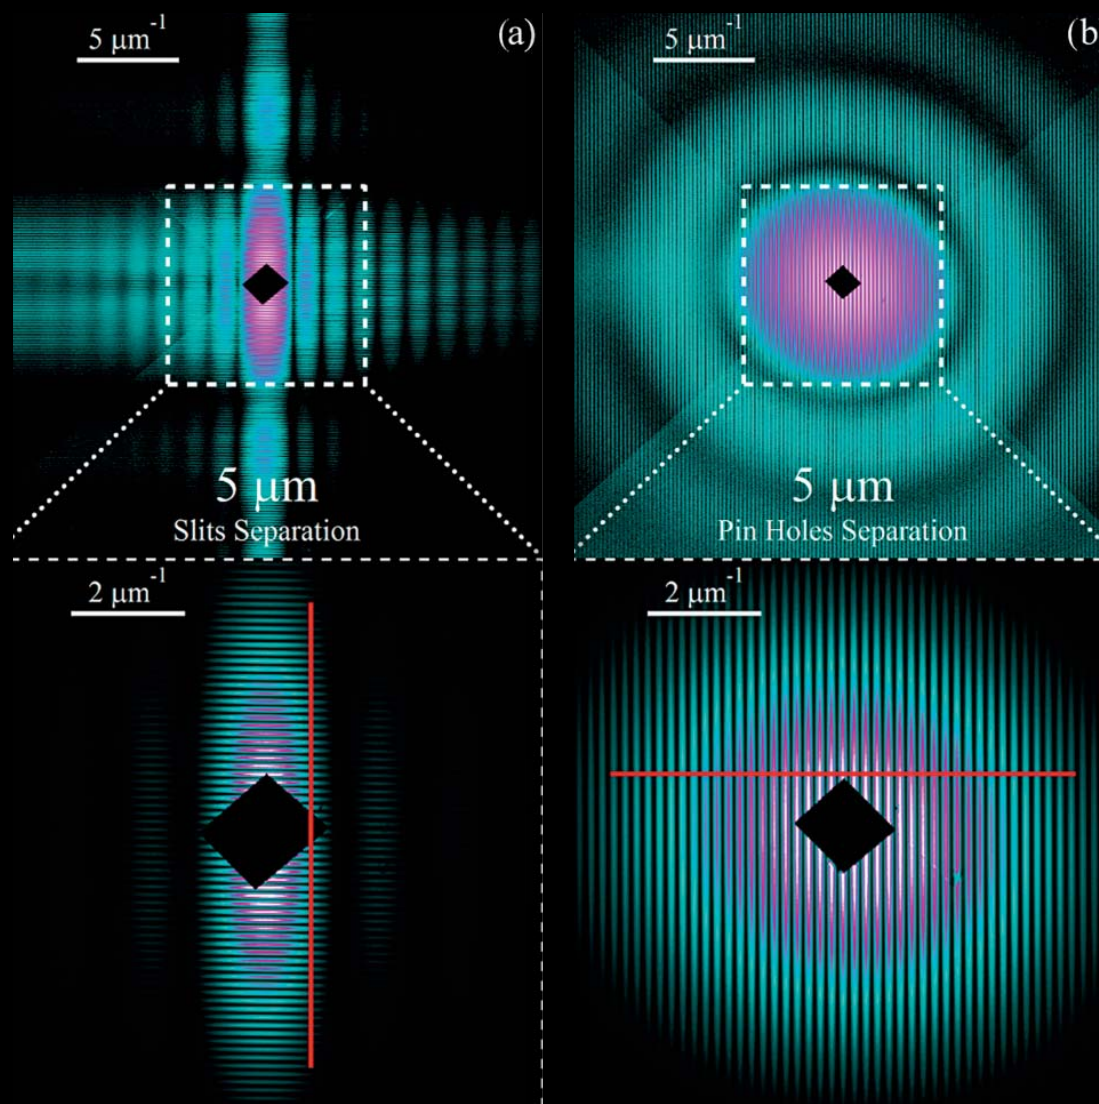 5 μm⁻¹
(a)
5 μm⁻¹
(b
5 μm
Slits Separation
5 μm
Pin Holes Separation
2 μm⁻¹
2 μm⁻¹